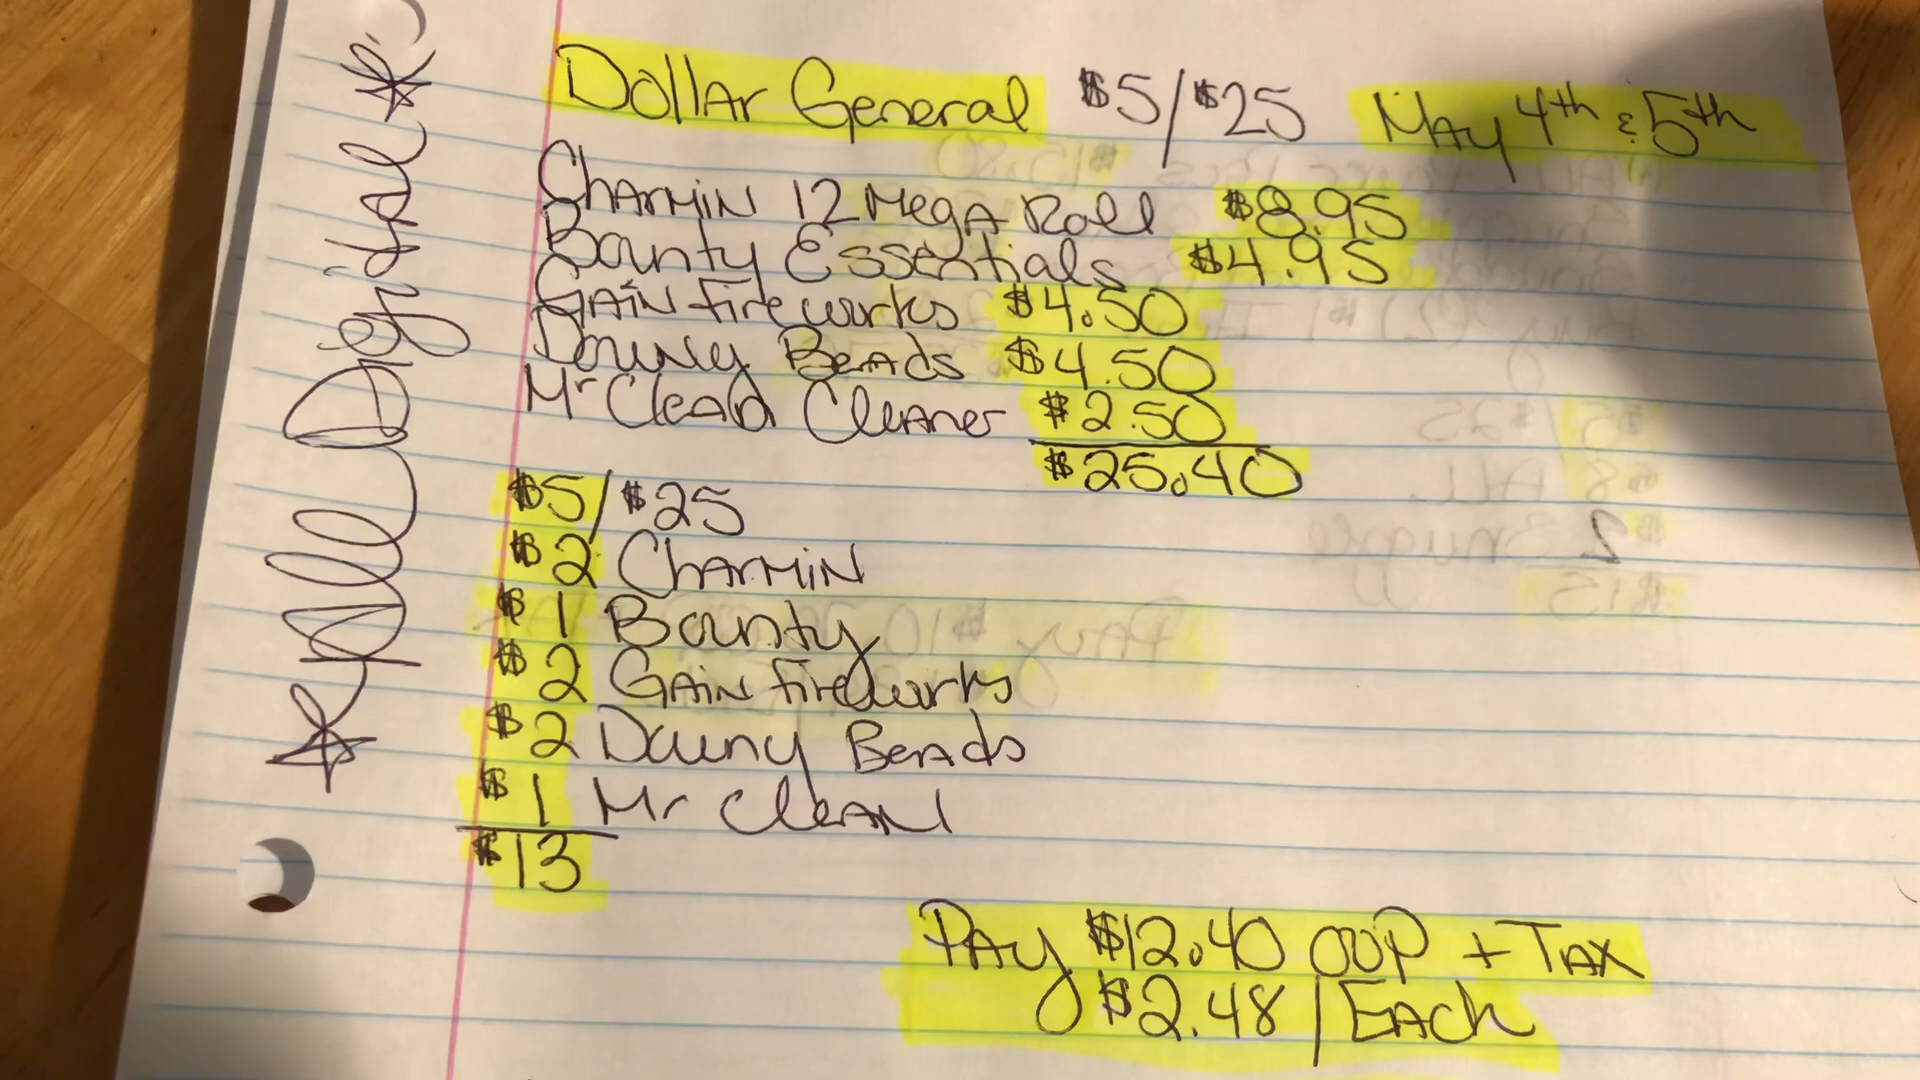 Dollar General $5/$25 May 4th & 5th
Charmin 12 Mega Roll $8.95
Bounty Essentials $4.95
Gain Fireworks $4.50
Downy Beads $4.50
Mr Clean Cleaner $2.50
$25.40
$5/$25
$2 Charmin
$1 Bounty
$2 Gain Fireworks
$2 Downy Beads
$1 Mr Clean
$13
Pay $12.40 OOP + Tax
$2.48/Each
*All Digital*